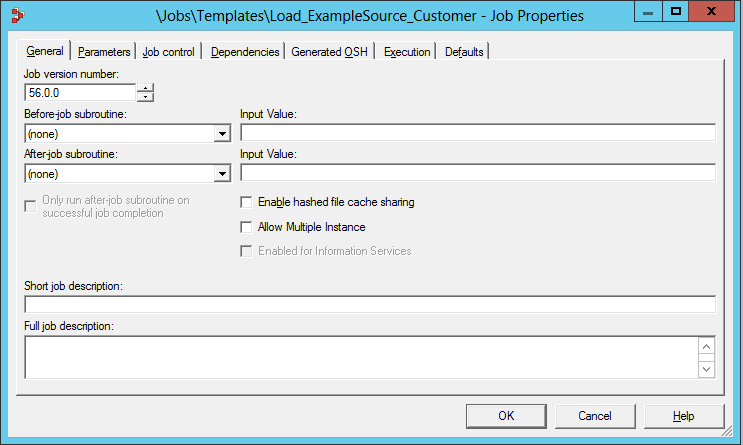 \Jobs\Templates\Load_ExampleSource_Customer - Job Properties
General Parameters Job control Dependencies Generated OSH Execution Defaults
Job version number:
56.0.0
Before-job subroutine: Input Value:
(none)
After-job subroutine: Input Value:
(none)
Only run after-job subroutine on
successful job completion
Enable hashed file cache sharing
Allow Multiple Instance
Enabled for Information Services
Short job description:
Full job description:
OK Cancel Help